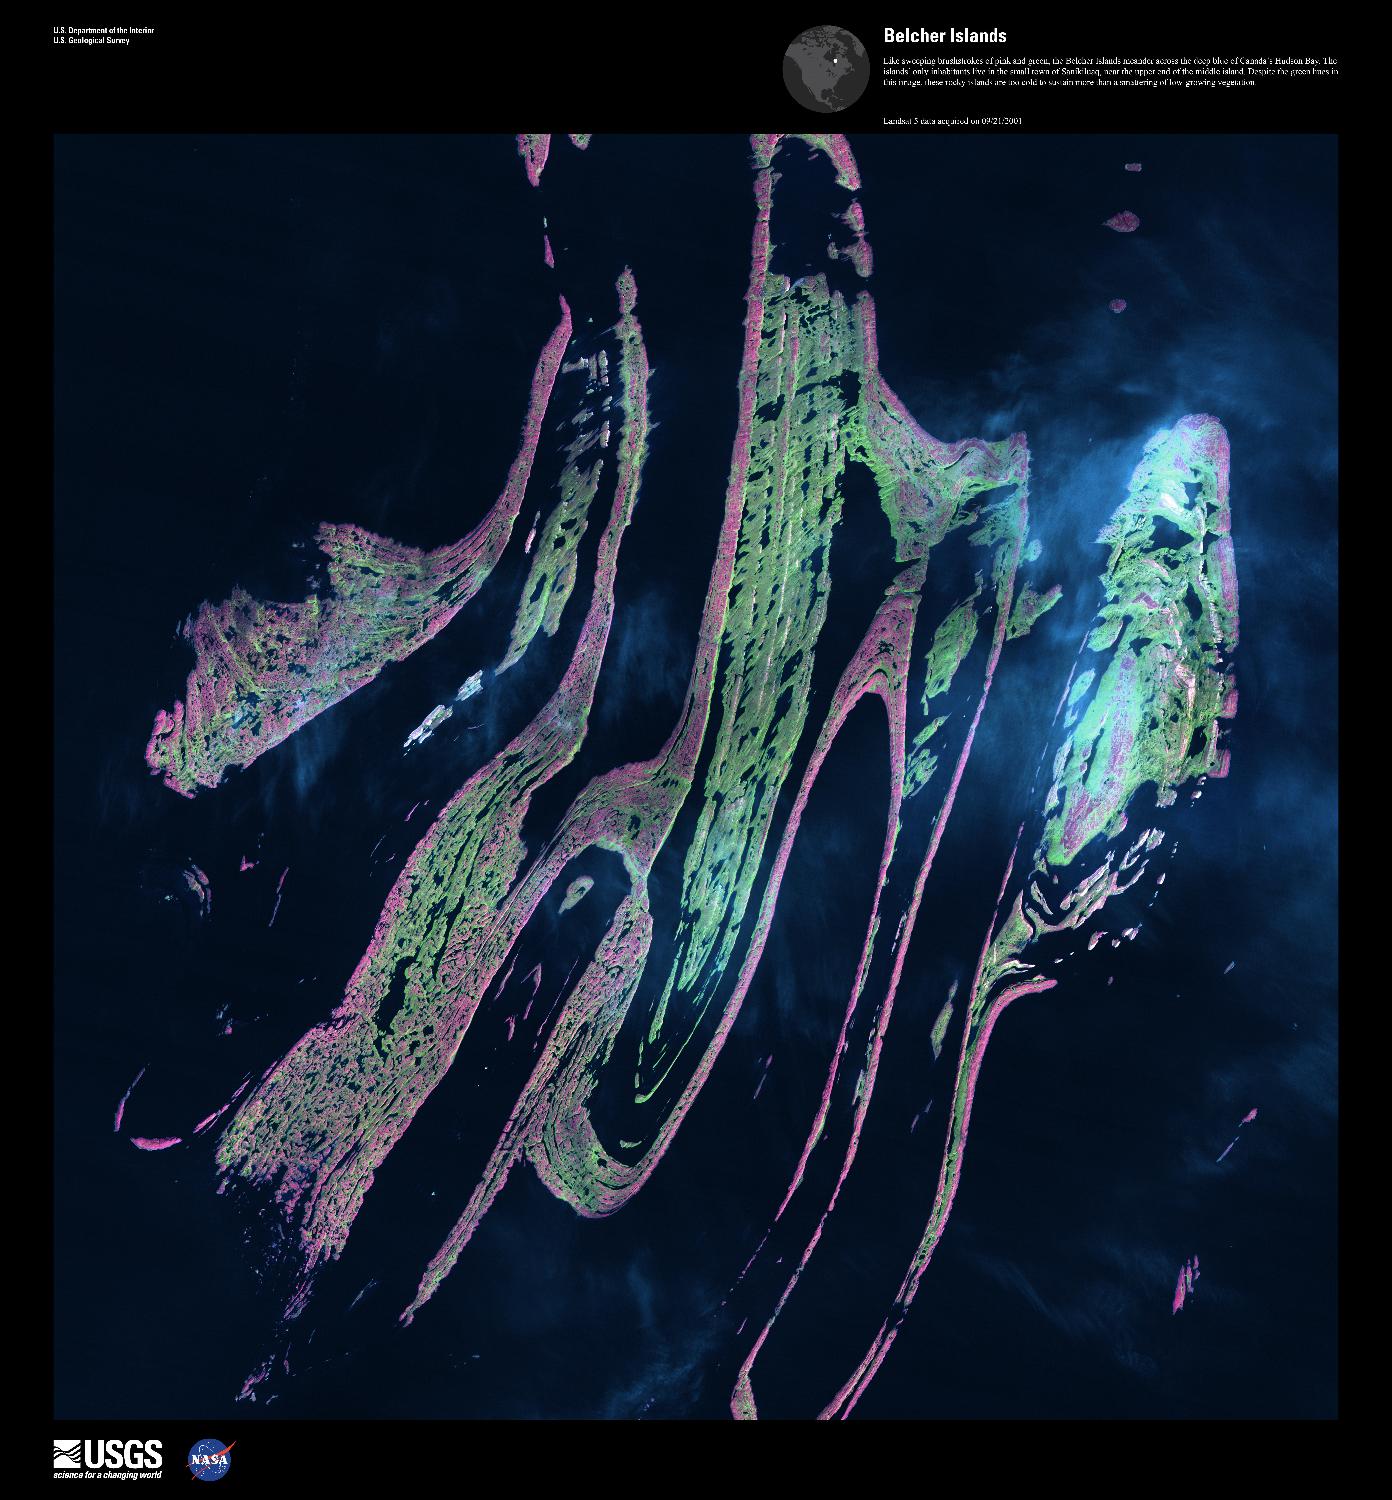 U.S. Department of the Interior
U.S. Geological Survey
Belcher Islands
Like sweeping brushstrokes of pink and green, the Belcher Islands meander across the deep blue of Canada's Hudson Bay. The
islands' only inhabitants live in the small town of Sanikiluaq, near the upper end of the middle island. Despite the green hues in
this image, these rocky islands are too cold to sustain more than a smattering of low-growing vegetation.
Landsat 5 data acquired on 09/21/2001
USGS
science for a changing world
NASA